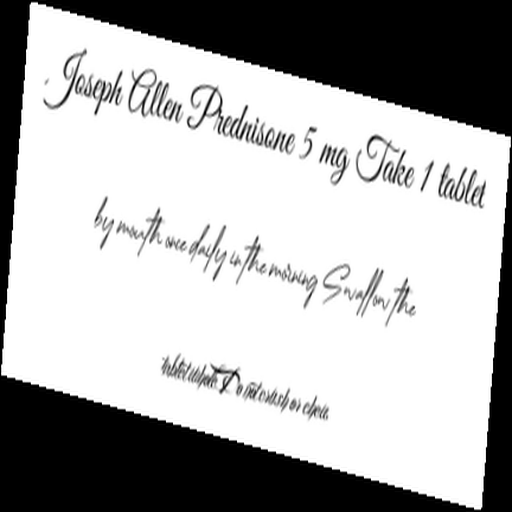 Joseph Allen Prednisone 5 mg Take 1 tablet
by mouth once daily in the morning Swallow the
tablet whole. Do not crush or chew.